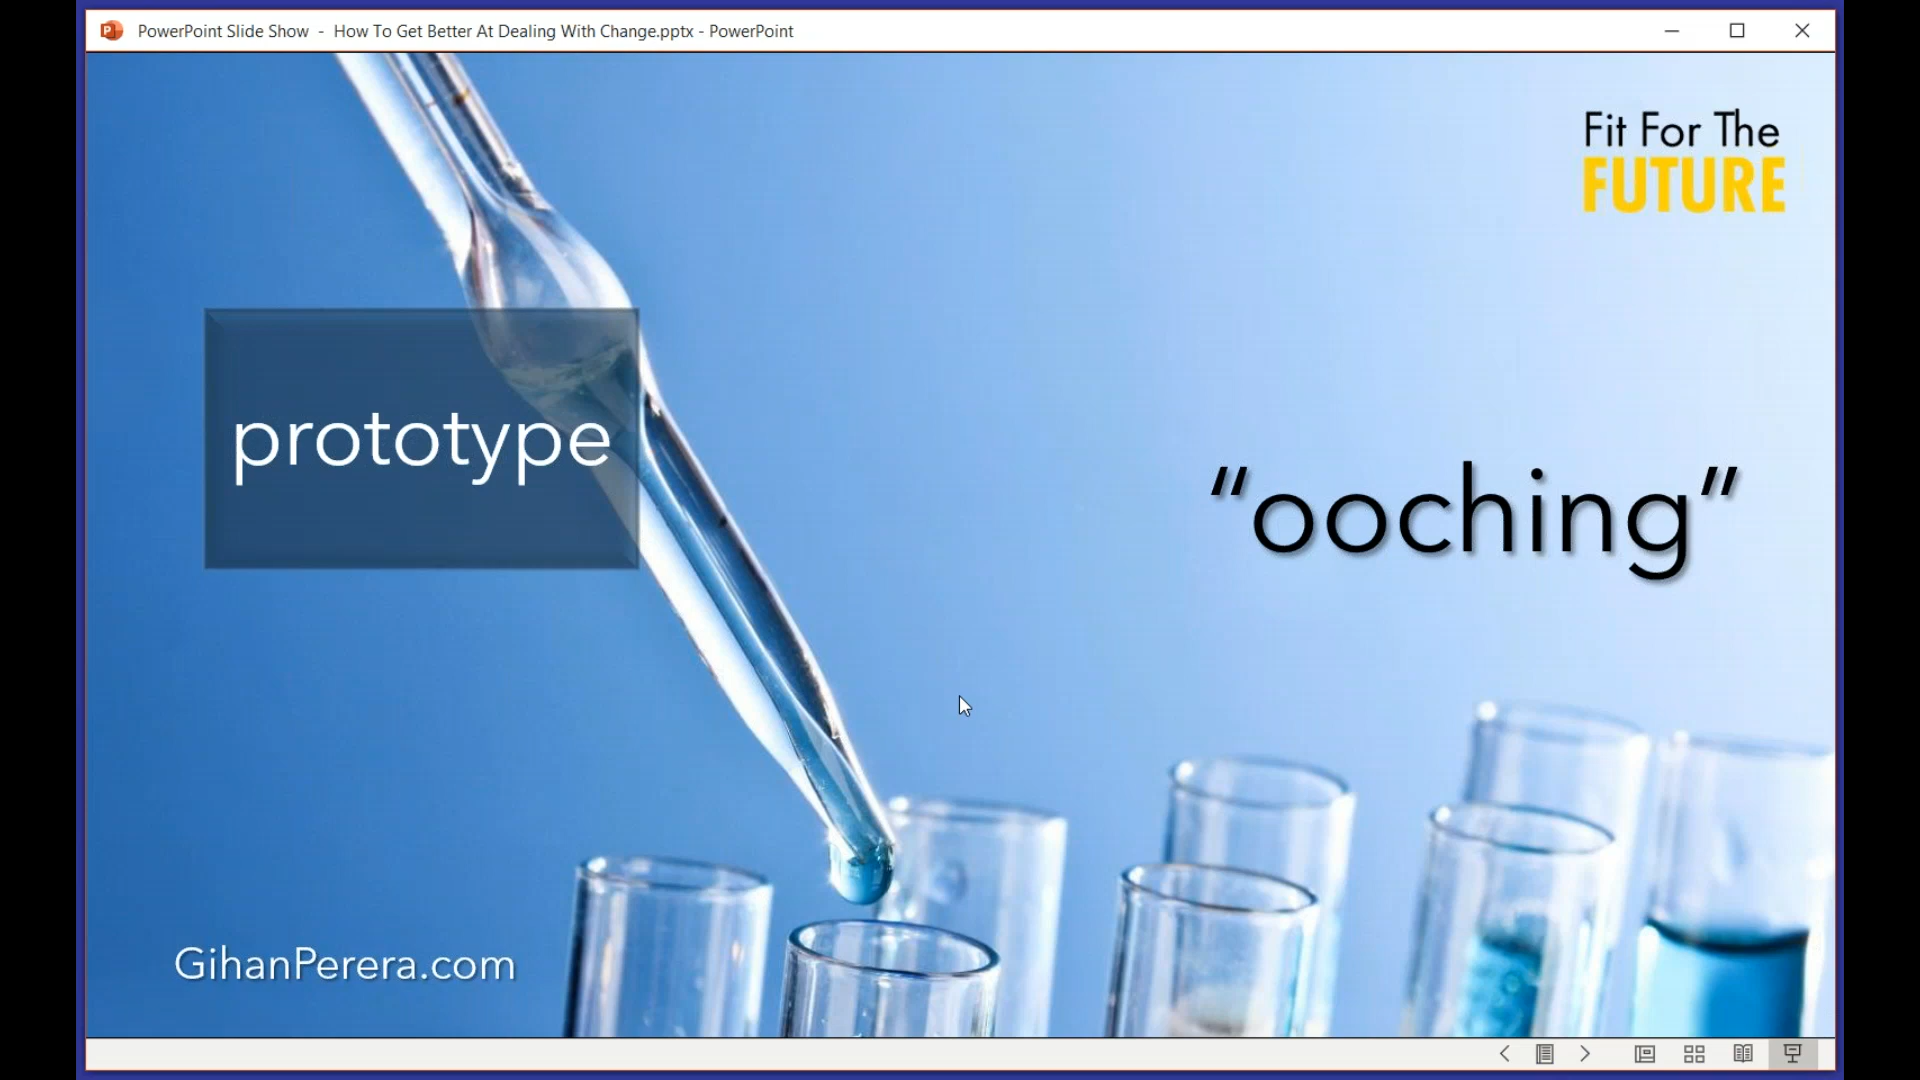 PowerPoint Slide Show - How To Get Better At Dealing With Change.pptx - PowerPoint
Fit For The
FUTURE
prototype
“ooching”
GihanPerera.com